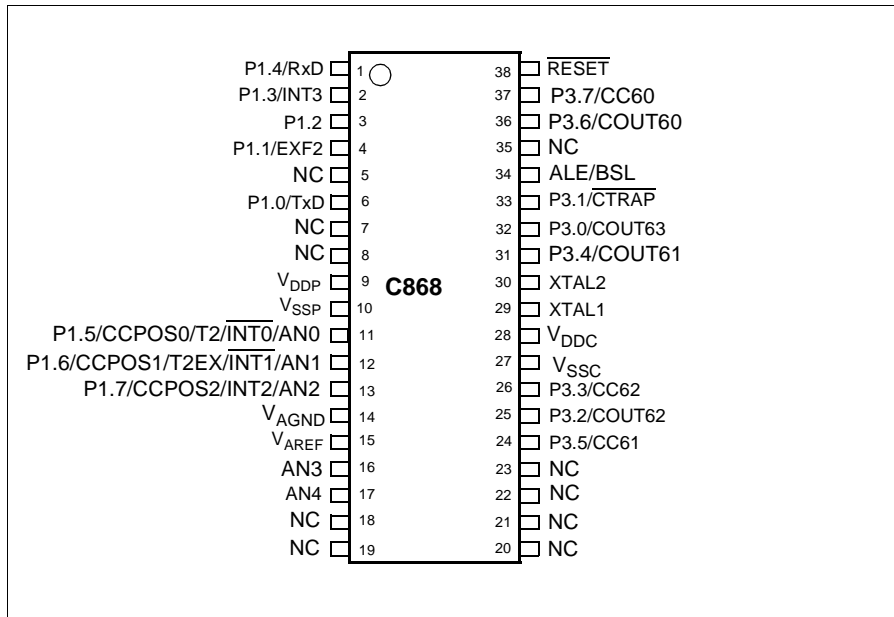 P1.4/RxD 1 38 RESET
P1.3/INT3 2 37 P3.7/CC60
P1.2 3 36 P3.6/COUT60
P1.1/EXF2 4 35 NC
NC 5 34 ALE/BSL
P1.0/TxD 6 33 P3.1/CTRAP
NC 7 32 P3.0/COUT63
NC 8 31 P3.4/COUT61
VDDP 9 C868 30 XTAL2
VSSP 10 29 XTAL1
P1.5/CCPOS0/T2/INT0/AN0 11 28 VDDC
P1.6/CCPOS1/T2EX/INT1/AN1 12 27 VSSC
P1.7/CCPOS2/INT2/AN2 13 26 P3.3/CC62
VAGND 14 25 P3.2/COUT62
VAREF 15 24 P3.5/CC61
AN3 16 23 NC
AN4 17 22 NC
NC 18 21 NC
NC 19 20 NC